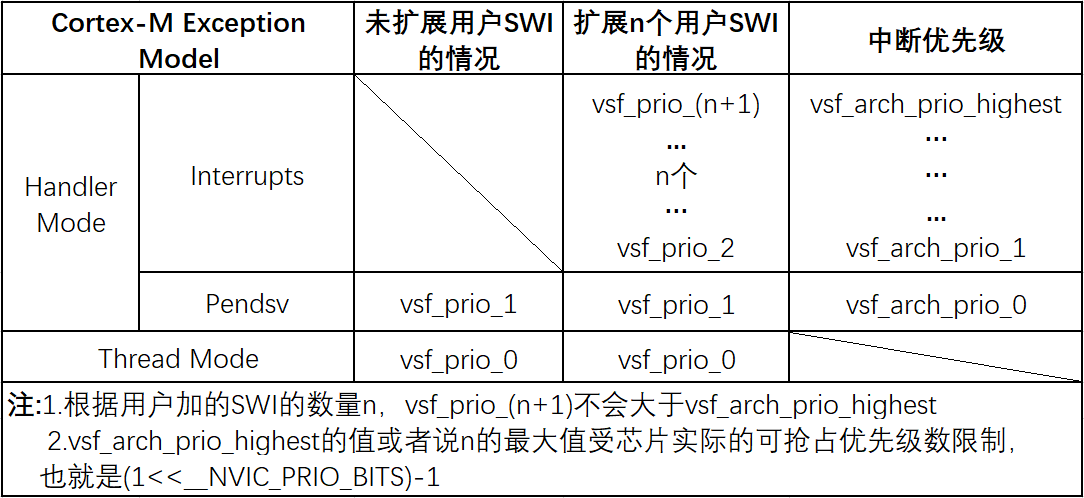 Cortex-M Exception Model
未扩展用户SWI的情况
扩展n个用户SWI的情况
中断优先级
Handler Mode
Interrupts
vsf_prio_(n+1)
...
n个
...
vsf_prio_2
vsf_arch_prio_highest
...
...
...
vsf_arch_prio_1
Pendsv
vsf_prio_1
vsf_prio_1
vsf_arch_prio_0
Thread Mode
vsf_prio_0
vsf_prio_0
注:1.根据用户加的SWI的数量n，vsf_prio_(n+1)不会大于vsf_arch_prio_highest
2.vsf_arch_prio_highest的值或者说n的最大值受芯片实际的可抢占优先级数限制，
也就是(1<<__NVIC_PRIO_BITS)-1